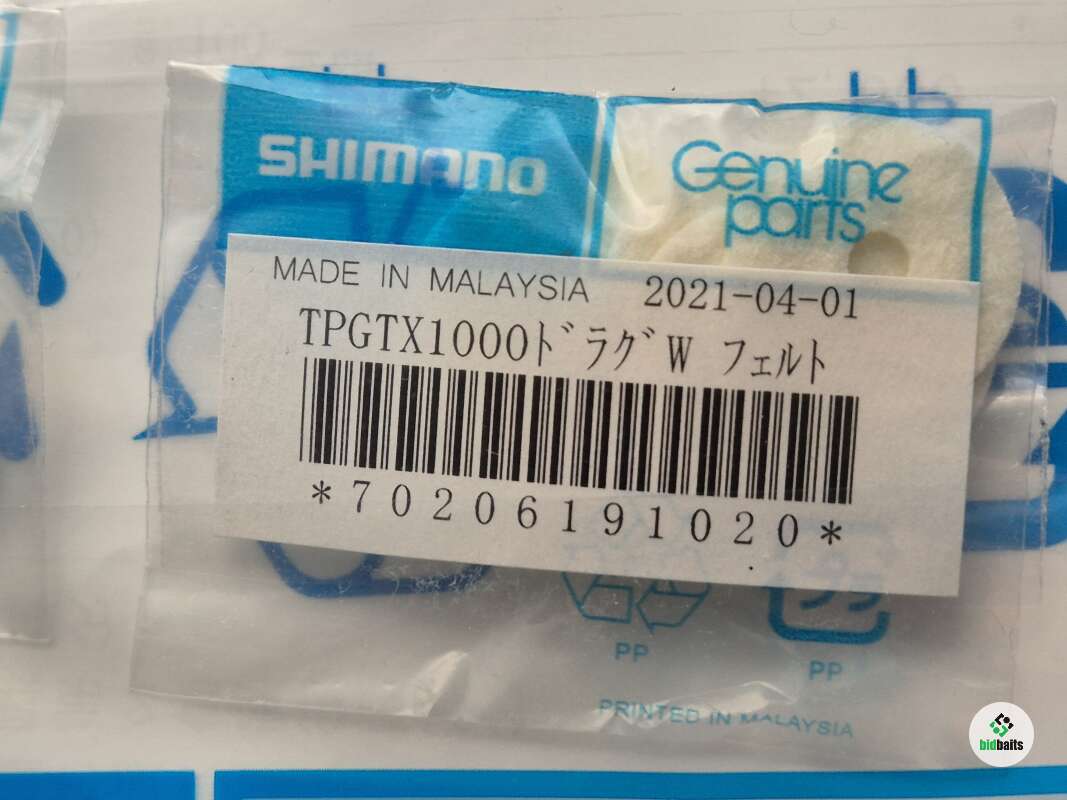 SHIMANO
Genuine
parts
MADE IN MALAYSIA 2021-04-01
TPGTX1000ﾄﾞﾗｸﾞW ﾌｪﾙﾄ
*70206191020*
PP
PP
PRINTED IN MALAYSIA
bidbaits